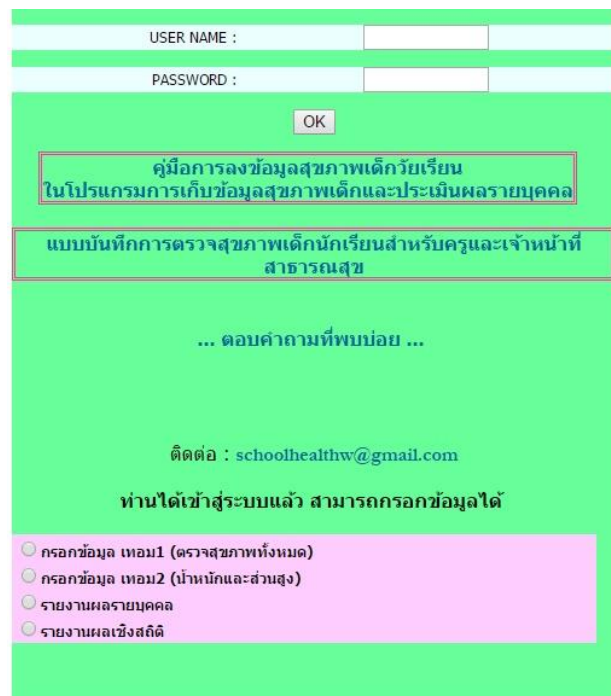 USER NAME :
PASSWORD :
OK
คู่มือการลงข้อมูลสุขภาพเด็กวัยเรียน
ในโปรแกรมการเก็บข้อมูลสุขภาพเด็กและประเมินผลรายบุคคล
แบบบันทึกการตรวจสุขภาพเด็กนักเรียนสำหรับครูและเจ้าหน้าที่
สาธารณสุข
... ตอบคำถามที่พบบ่อย ...
ติดต่อ : schoolhealthw@gmail.com
ท่านได้เข้าสู่ระบบแล้ว สามารถกรอกข้อมูลได้
กรอกข้อมูล เทอม1 (ตรวจสุขภาพทั้งหมด)
กรอกข้อมูล เทอม2 (น้ำหนักและส่วนสูง)
รายงานผลรายบุคคล
รายงานผลเชิงสถิติ